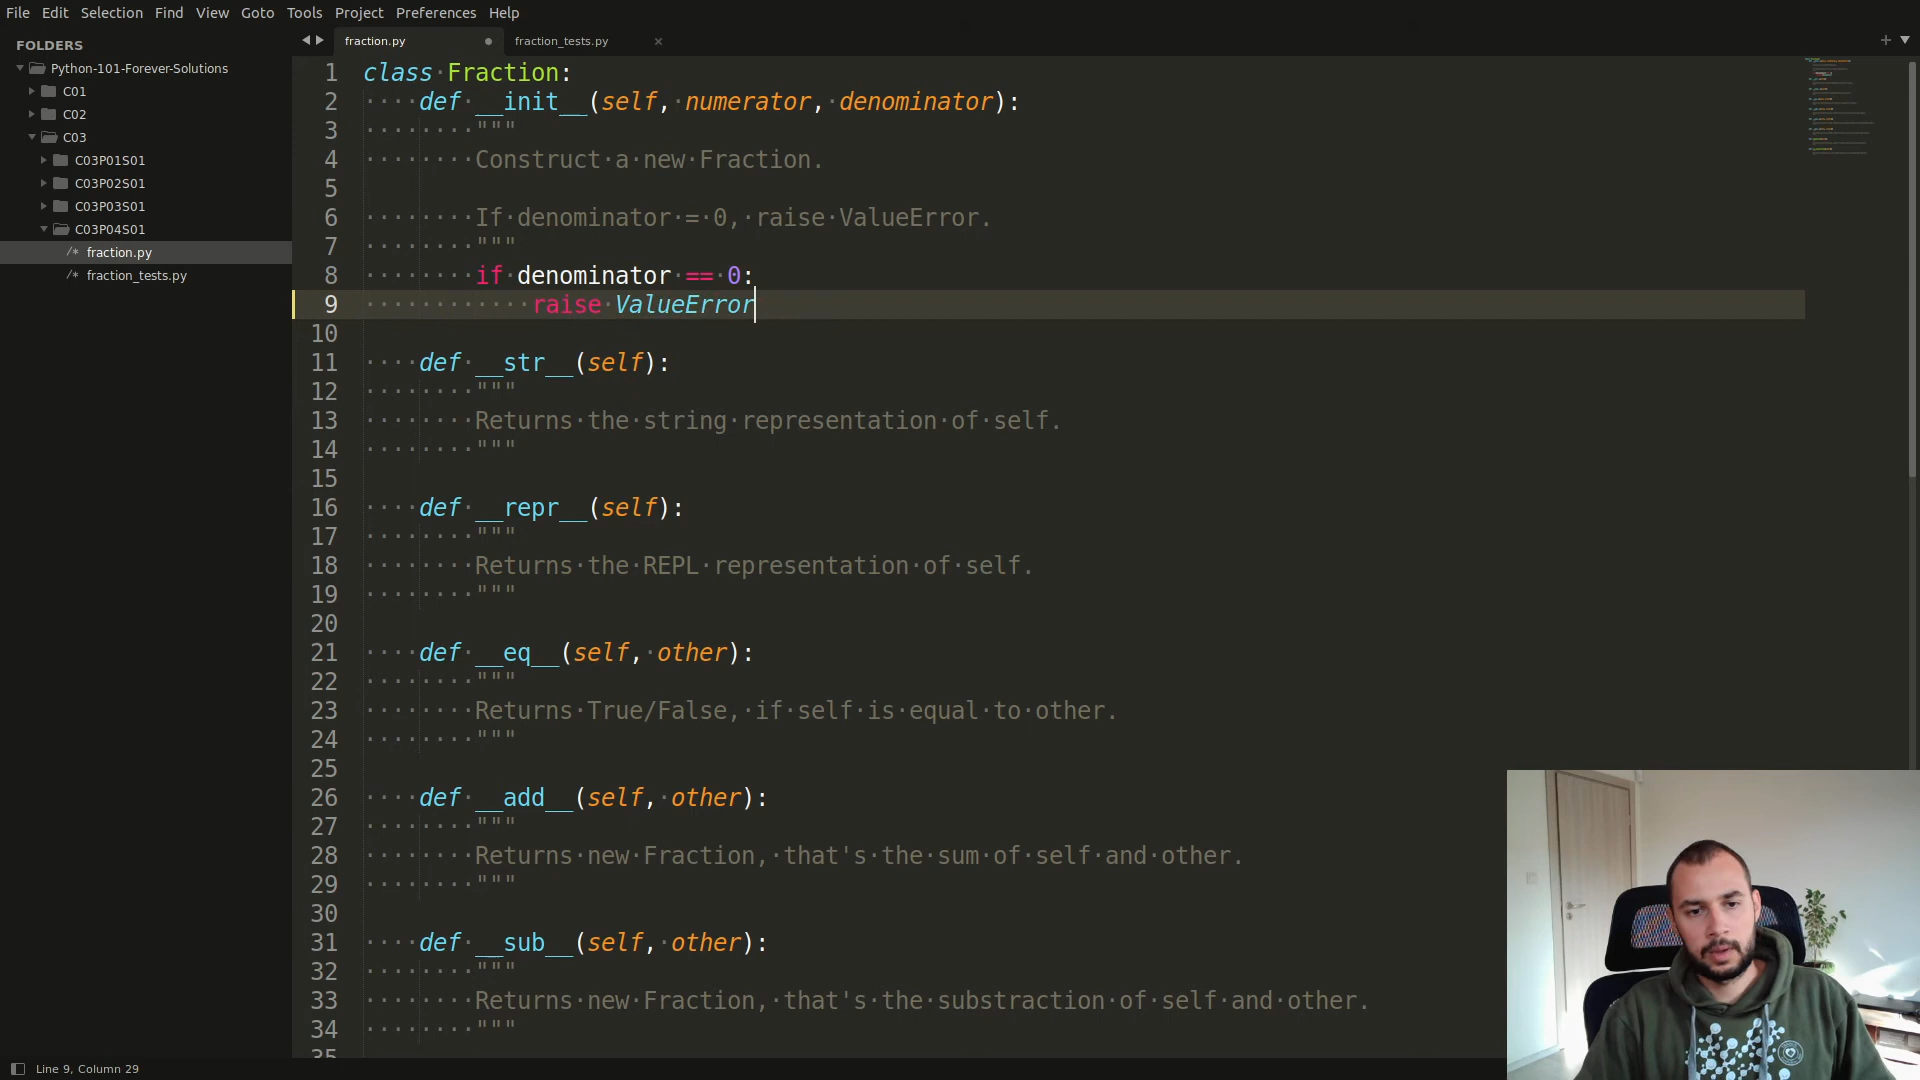 File Edit Selection Find View Goto Tools Project Preferences Help
FOLDERS
Python-101-Forever-Solutions
C01
C02
C03
C03P01S01
C03P02S01
C03P03S01
C03P04S01
/* fraction.py
/* fraction_tests.py
fraction.py
fraction_tests.py
1 class Fraction:
2 def __init__(self, numerator, denominator):
3 """
4 Construct a new Fraction.
5
6 If denominator = 0, raise ValueError.
7 """
8 if denominator == 0:
9 raise ValueError
10
11 def __str__(self):
12 """
13 Returns the string representation of self.
14 """
15
16 def __repr__(self):
17 """
18 Returns the REPL representation of self.
19 """
20
21 def __eq__(self, other):
22 """
23 Returns True/False, if self is equal to other.
24 """
25
26 def __add__(self, other):
27 """
28 Returns new Fraction, that's the sum of self and other.
29 """
30
31 def __sub__(self, other):
32 """
33 Returns new Fraction, that's the substraction of self and other.
34 """
35
Line 9, Column 29